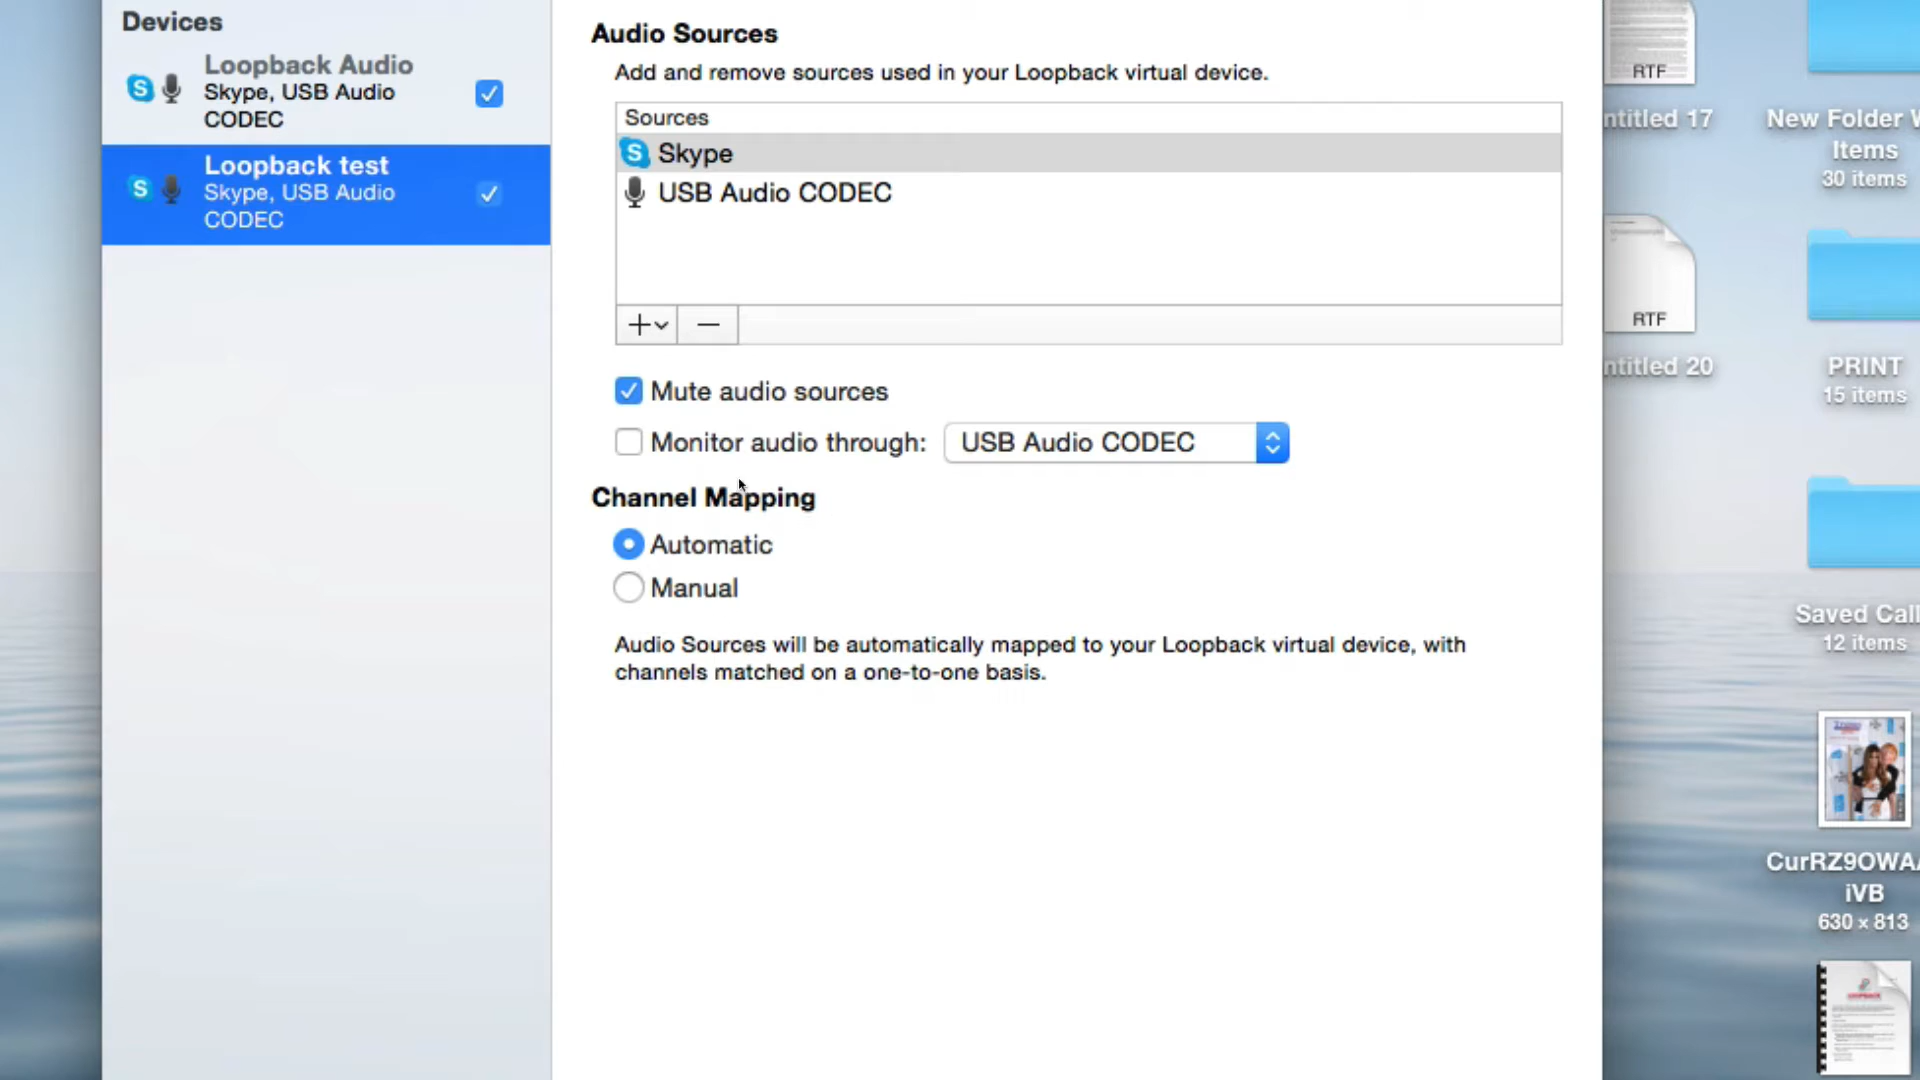 Devices
Loopback Audio
Skype, USB Audio
CODEC
Loopback test
Skype, USB Audio
CODEC
Audio Sources
Add and remove sources used in your Loopback virtual device.
Sources
Skype
USB Audio CODEC
Mute audio sources
Monitor audio through:
USB Audio CODEC
Channel Mapping
Automatic
Manual
Audio Sources will be automatically mapped to your Loopback virtual device, with
channels matched on a one-to-one basis.
RTF
ntitled 17
RTF
ntitled 20
New Folder W
Items
30 items
PRINT
15 items
Saved Call
12 items
CurRZ9OWA
iVB
630 × 813